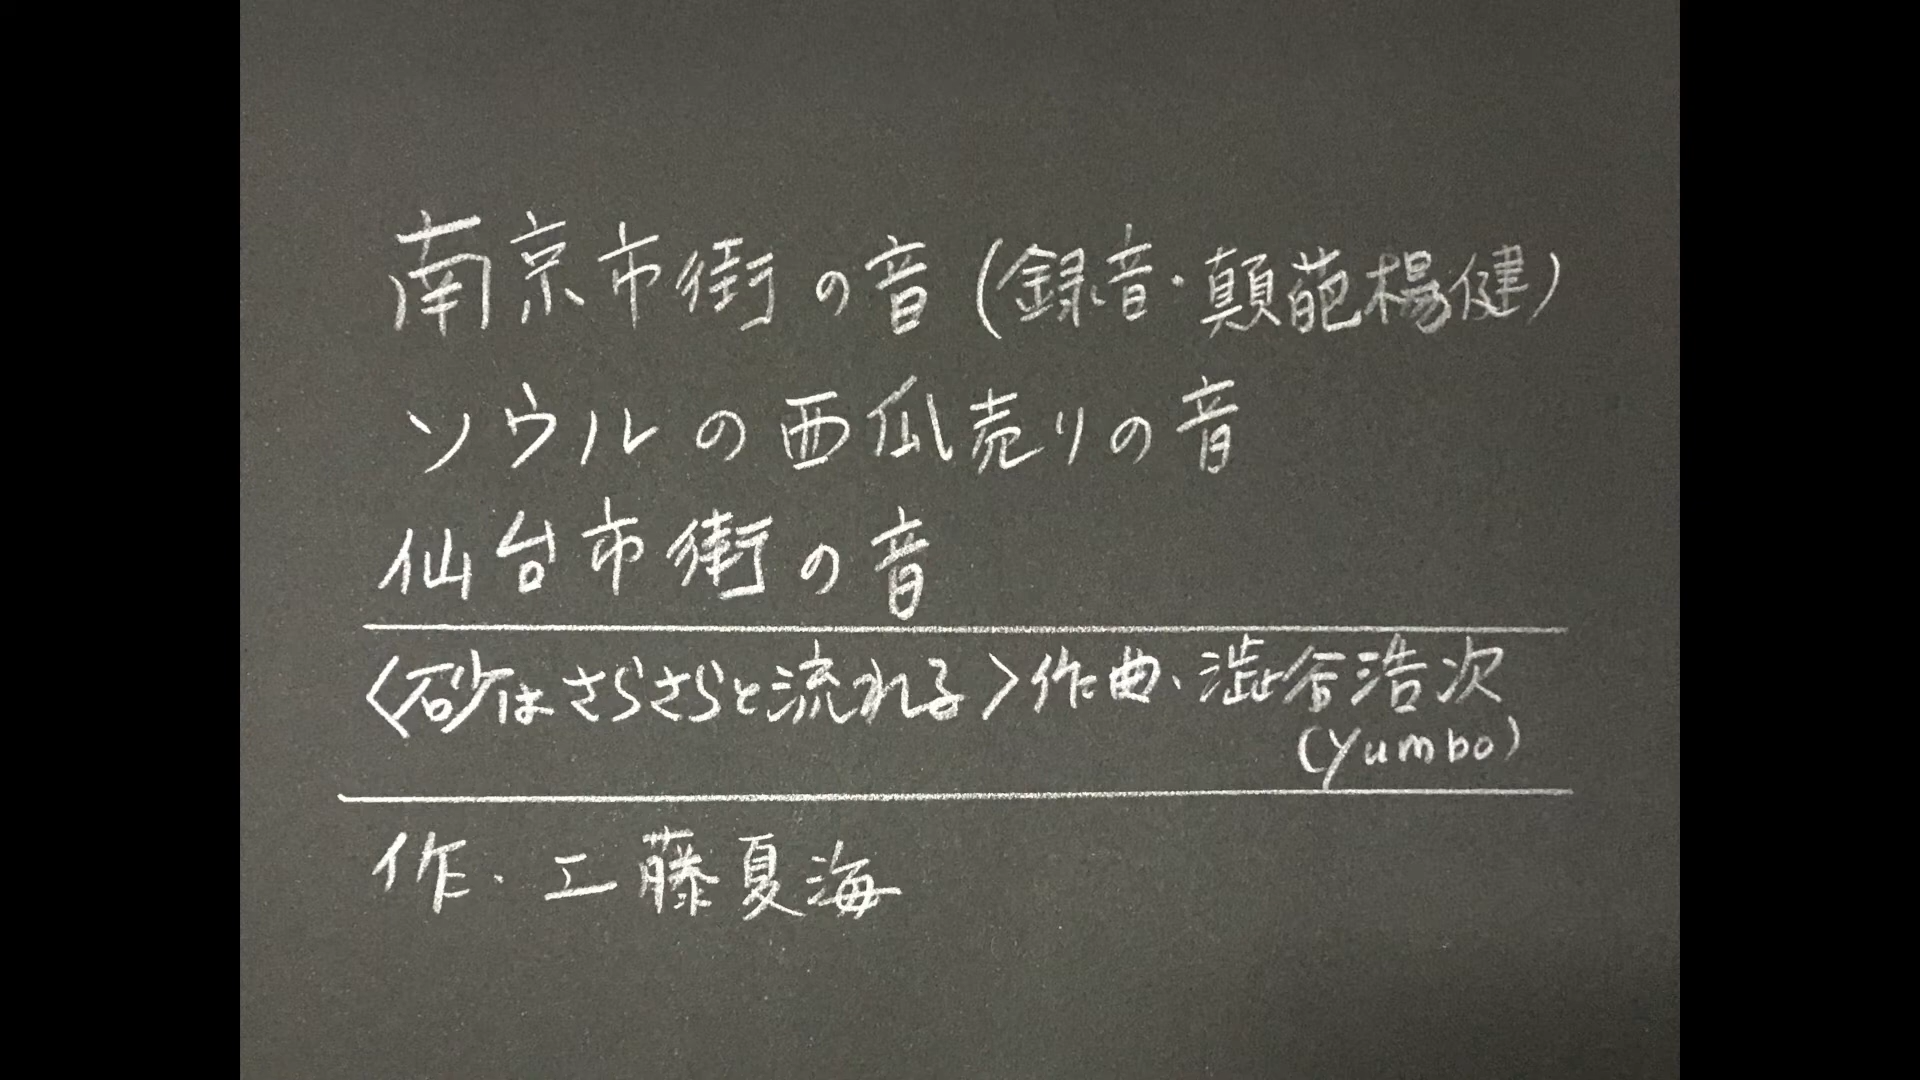 南京市街の音(録音・顛葩楊健)
ソウルの西瓜売りの音
仙台市街の音
〈砂はさらさらと流れる〉作曲、澁谷浩次
(yumbo)
作・工藤夏海